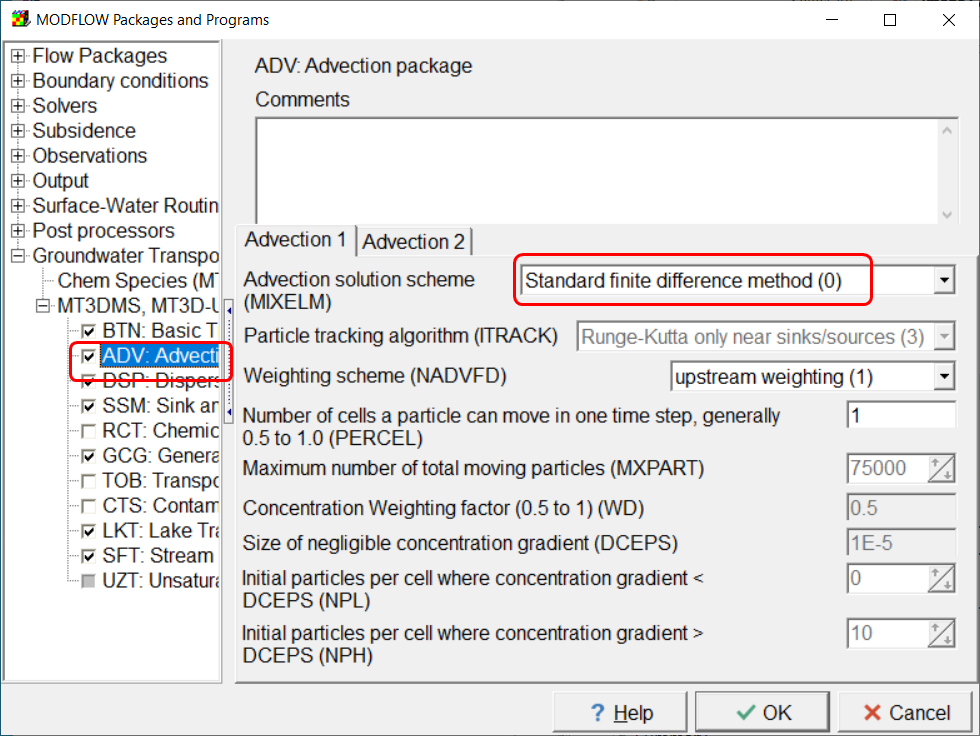 MODFLOW Packages and Programs
Flow Packages
Boundary conditions
Solvers
Subsidence
Observations
Output
Surface-Water Routin
Post processors
Groundwater Transpo
Chem Species (MT
MT3DMS, MT3D-U
BTN: Basic T
ADV: Advecti
DSP: Dispers
SSM: Sink an
RCT: Chemic
GCG: Genera
TOB: Transpo
CTS: Contam
LKT: Lake Tra
SFT: Stream
UZT: Unsatura
ADV: Advection package
Comments
Advection 1
Advection 2
Advection solution scheme
(MIXELM)
Standard finite difference method (0)
Particle tracking algorithm (ITRACK)
Runge-Kutta only near sinks/sources (3)
Weighting scheme (NADVFD)
upstream weighting (1)
Number of cells a particle can move in one time step, generally
0.5 to 1.0 (PERCEL)
1
Maximum number of total moving particles (MXPART)
75000
Concentration Weighting factor (0.5 to 1) (WD)
0.5
Size of negligible concentration gradient (DCEPS)
1E-5
Initial particles per cell where concentration gradient <
DCEPS (NPL)
0
Initial particles per cell where concentration gradient >
DCEPS (NPH)
10
? Help
OK
Cancel